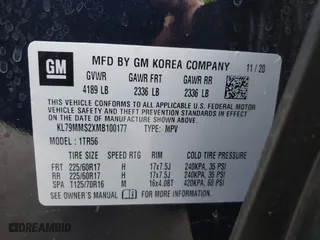 GM
MFD BY GM KOREA COMPANY 11 / 20
GVWR GAWR FRT GAWR RR
4189 LB 2336 LB 2336 LB
THIS VEHICLE CONFORMS TO ALL APPLICABLE U.S. FEDERAL MOTOR
VEHICLE SAFETY, BUMPER, AND THEFT PREVENTION STANDARDS
IN EFFECT ON THE DATE OF MANUFACTURE SHOWN ABOVE.
KL79MMS2XMB100177 TYPE: MPV
MODEL: 1TR56
TIRE SIZE SPEED RTG RIM COLD TIRE PRESSURE
FRT 225/60R17 H 17x7.5J 240KPA, 35 PSI
RR 225/60R17 H 17x7.5J 240KPA, 35 PSI
SPA T125/70R16 M 16x4.0BT 420KPA, 60 PSI
SEE OWNER'S MANUAL FOR ADDITIONAL INFORMATION.
DREAMBID